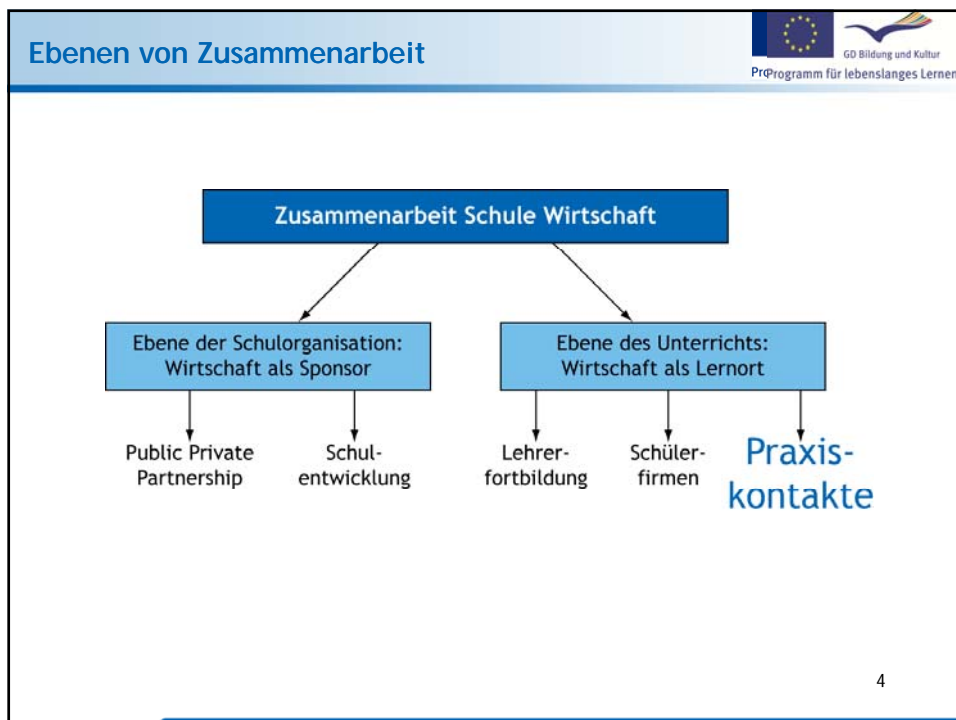 Ebenen von Zusammenarbeit
GD Bildung und Kultur
Programm für lebenslanges Lernen
Zusammenarbeit Schule Wirtschaft
Ebene der Schulorganisation:
Wirtschaft als Sponsor
Ebene des Unterrichts:
Wirtschaft als Lernort
Public Private
Partnership
Schul-
entwicklung
Lehrer-
fortbildung
Schüler-
firmen
Praxis-
kontakte
4